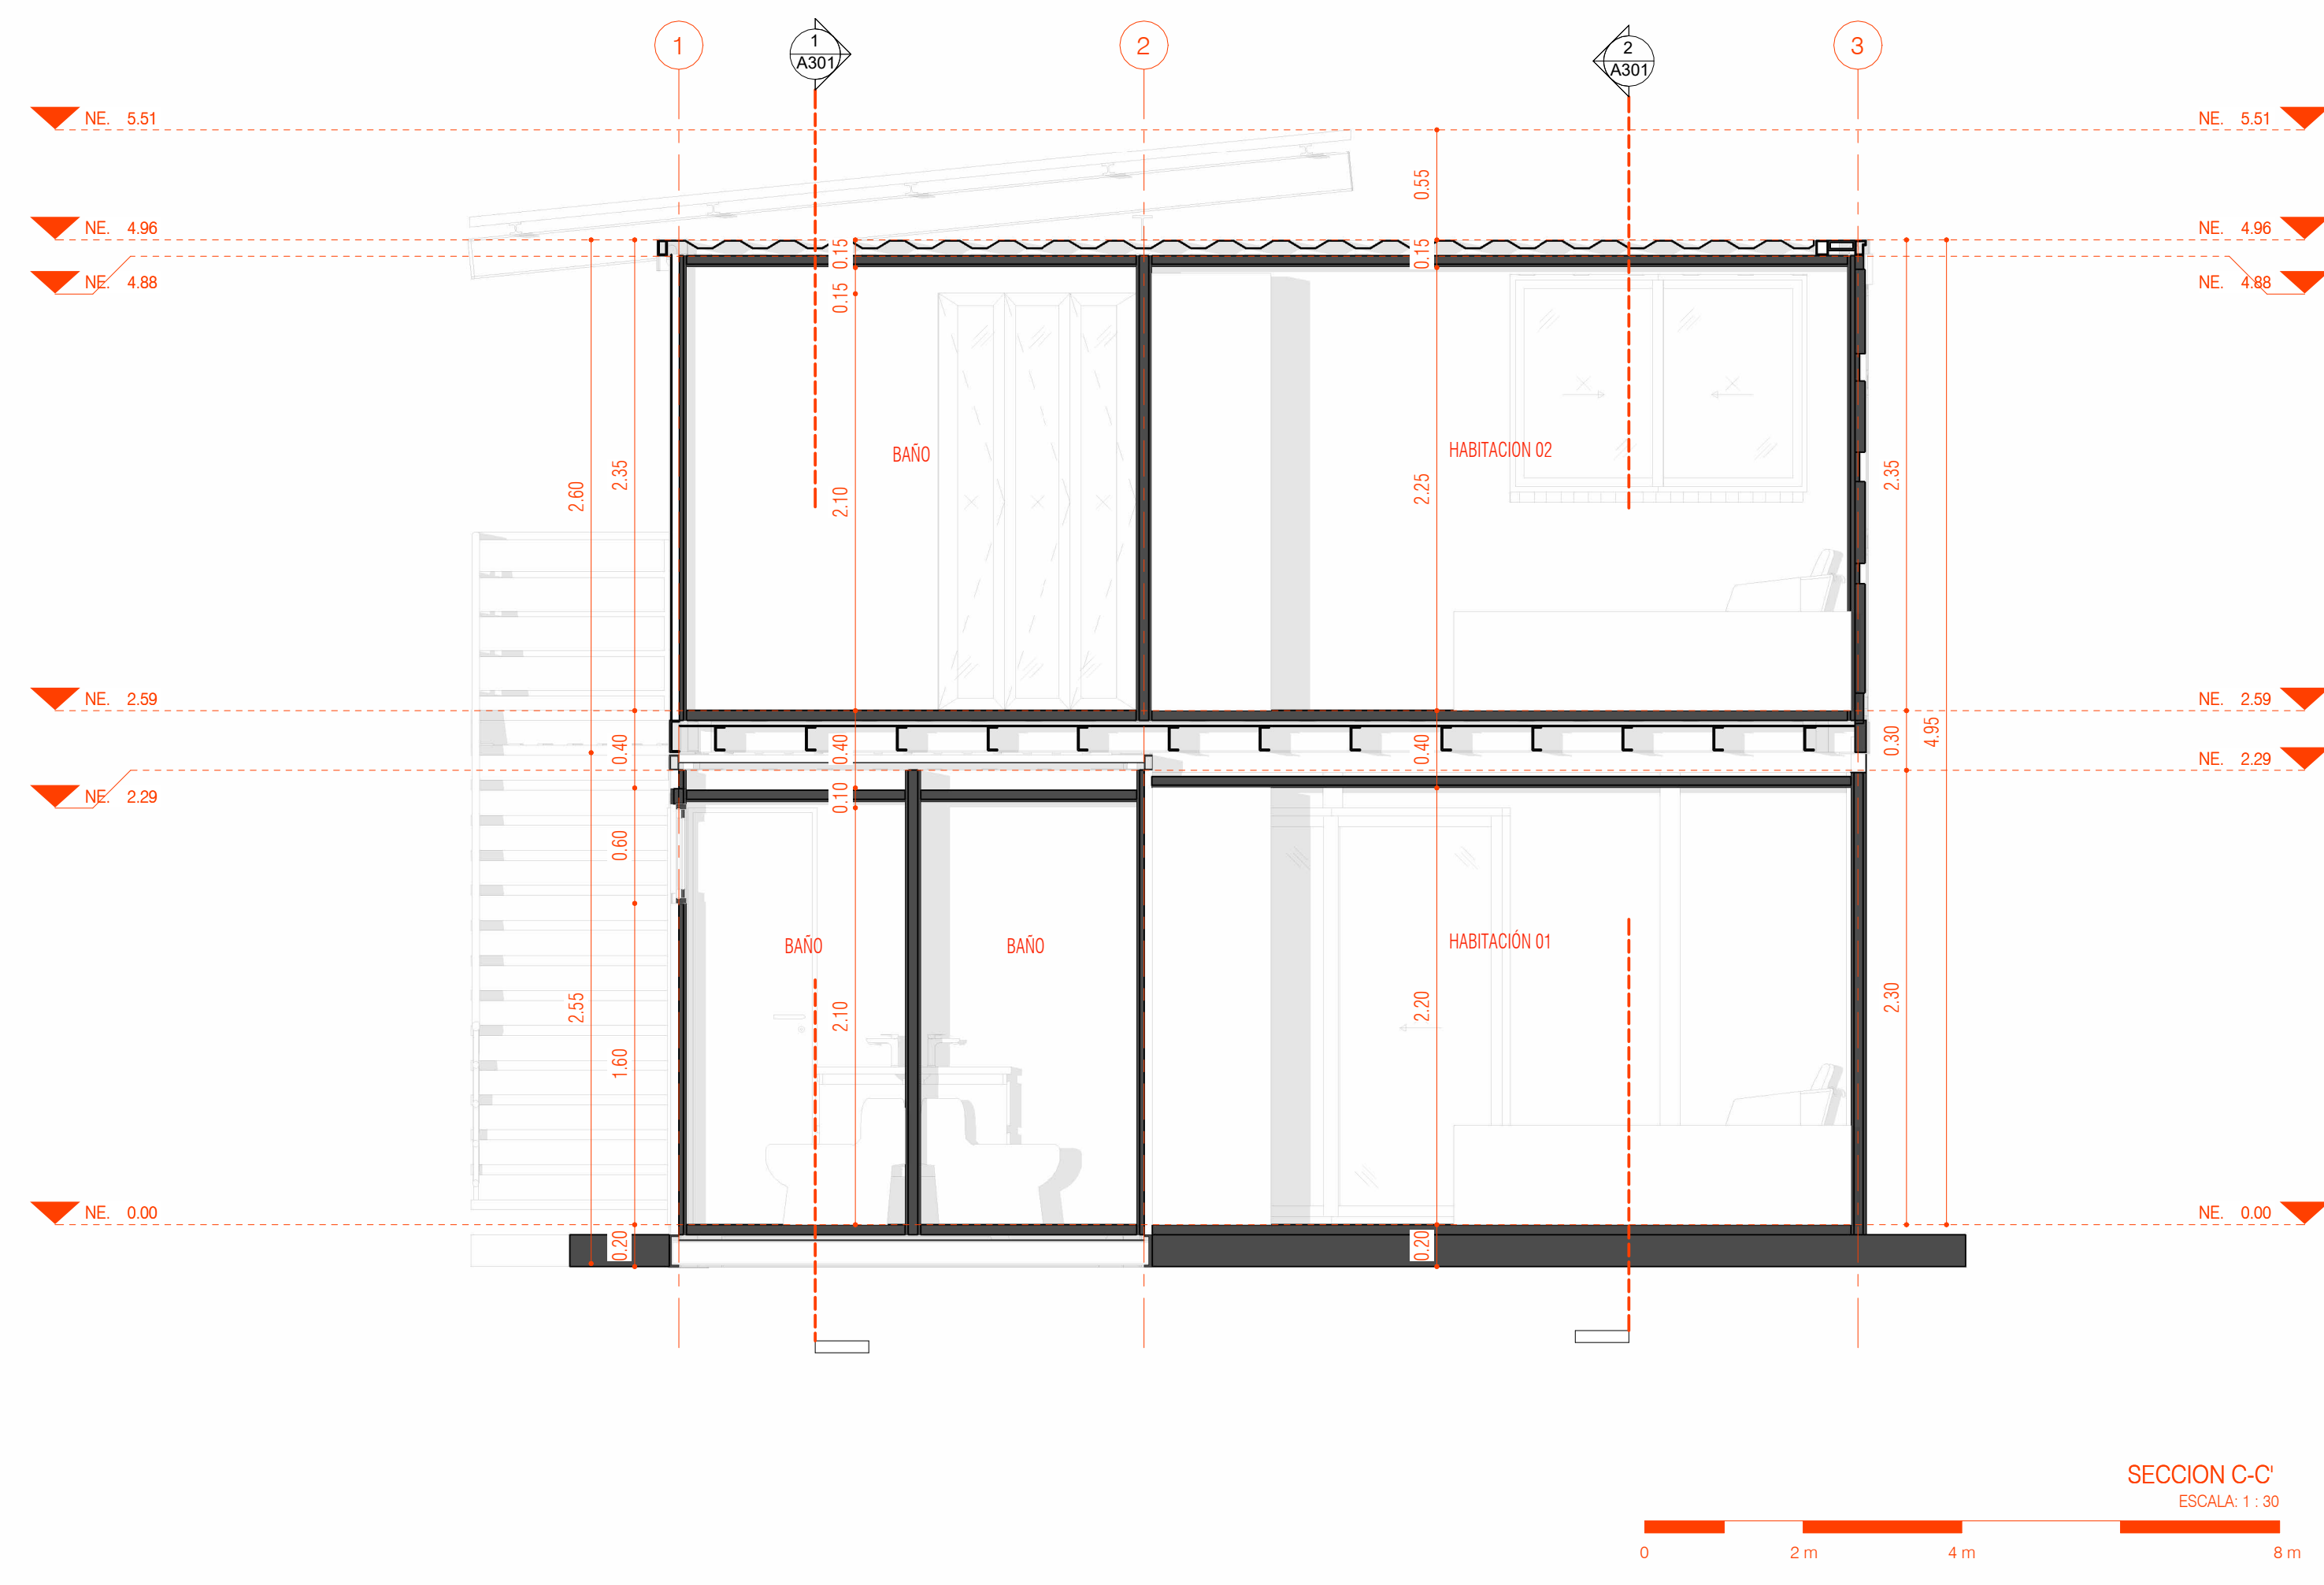 1
1
A301
2
2
A301
3
NE. 5.51
NE. 5.51
0.55
NE. 4.96
NE. 4.96
0.15
0.15
NE. 4.88
0.15
NE. 4.88
BAÑO
HABITACION 02
2.60
2.35
2.10
2.25
2.35
NE. 2.59
NE. 2.59
0.40
0.40
0.40
0.30
4.95
NE. 2.29
NE. 2.29
0.10
0.60
BAÑO
BAÑO
HABITACIÓN 01
2.55
2.10
2.20
2.30
1.60
NE. 0.00
NE. 0.00
0.20
0.20
SECCION C-C'
ESCALA: 1 : 30
0
2 m
4 m
8 m